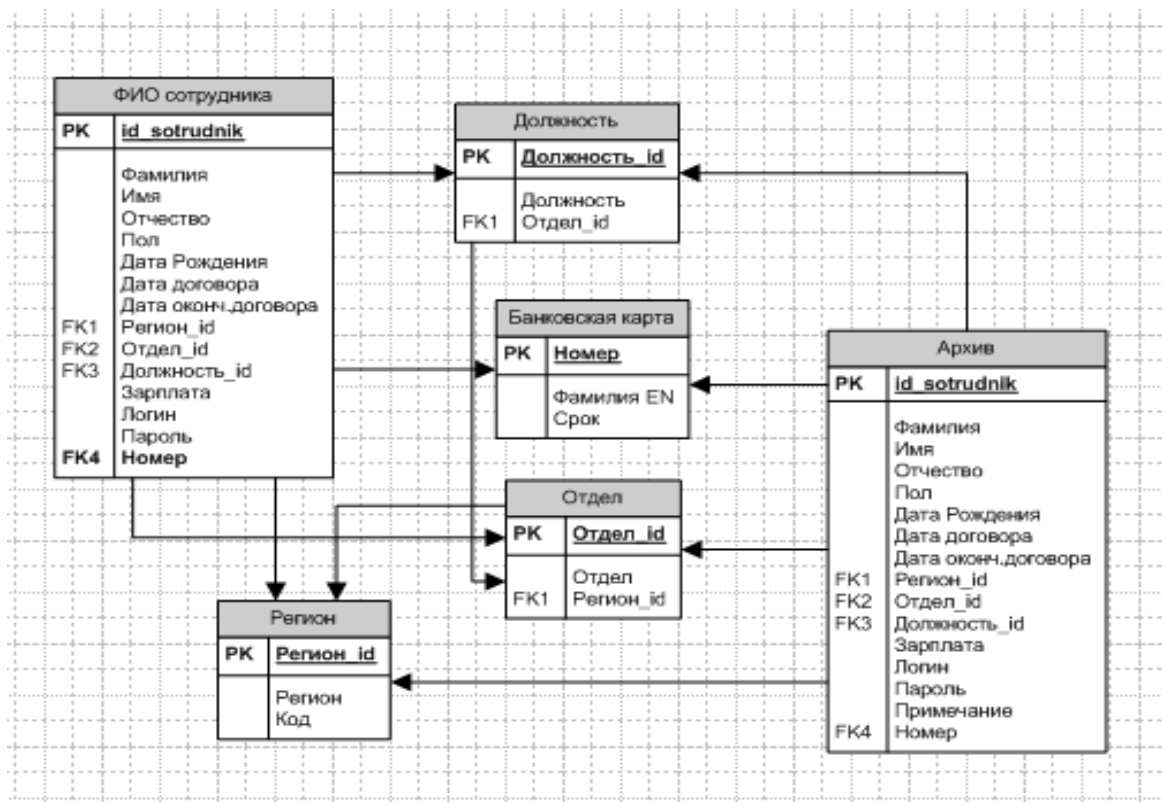 ФИО сотрудника
PK id_sotrudnik
Фамилия
Имя
Отчество
Пол
Дата Рождения
Дата договора
Дата оконч.договора
FK1 Регион_id
FK2 Отдел_id
FK3 Должность_id
Зарплата
Логин
Пароль
FK4 Номер
Должность
PK Должность_id
Должность
FK1 Отдел_id
Банковская карта
PK Номер
Фамилия EN
Срок
Отдел
PK Отдел_id
Отдел
FK1 Регион_id
Регион
PK Регион_id
Регион
Код
Архив
PK id_sotrudnik
Фамилия
Имя
Отчество
Пол
Дата Рождения
Дата договора
Дата оконч.договора
FK1 Регион_id
FK2 Отдел_id
FK3 Должность_id
Зарплата
Логин
Пароль
Примечание
FK4 Номер